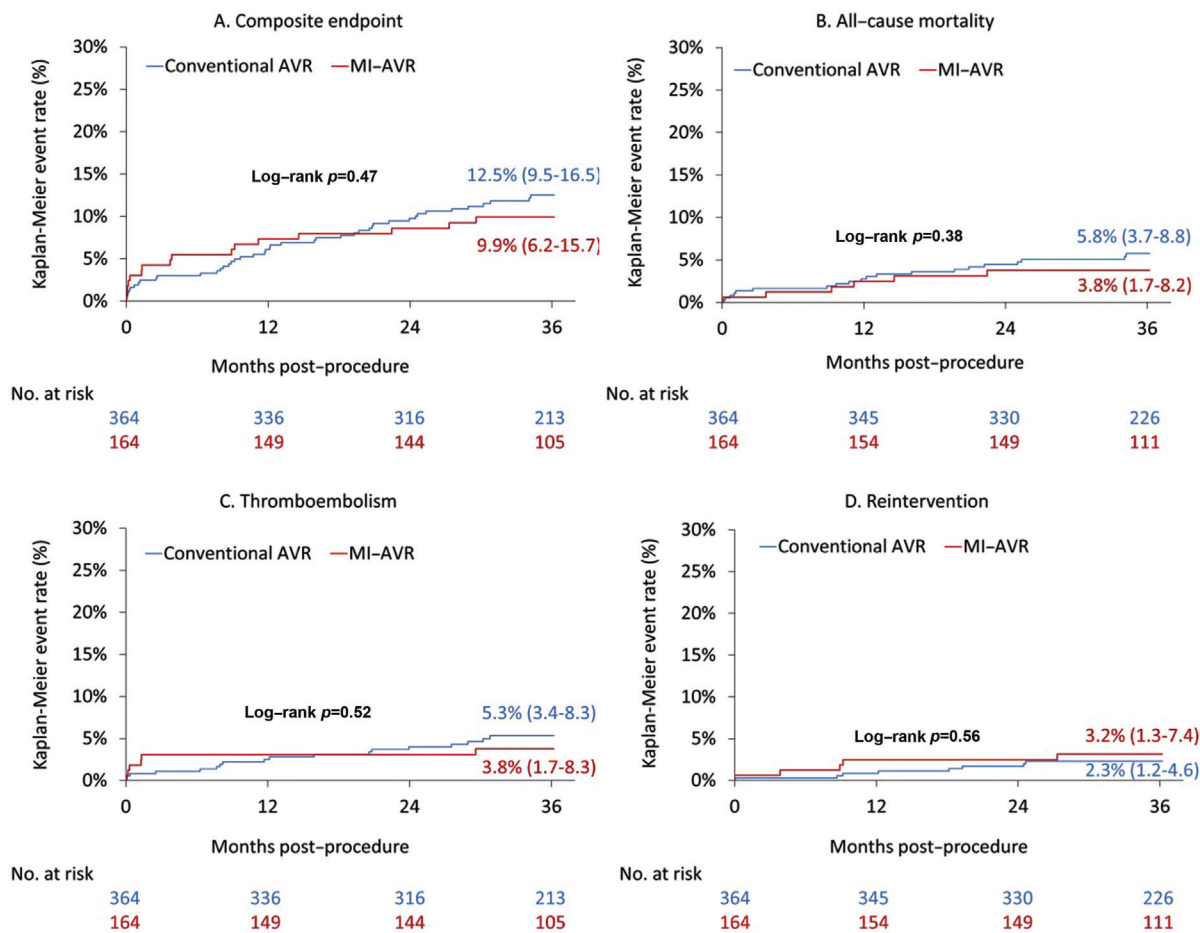 A. Composite endpoint
Kaplan-Meier event rate (%)
30%
25%
20%
15%
10%
5%
0%
Conventional AVR MI-AVR
Log-rank p=0.47
12.5% (9.5-16.5)
9.9% (6.2-15.7)
0 12 24 36
Months post-procedure
No. at risk
364 336 316 213
164 149 144 105
B. All-cause mortality
Kaplan-Meier event rate (%)
30%
25%
20%
15%
10%
5%
0%
Conventional AVR MI-AVR
Log-rank p=0.38
5.8% (3.7-8.8)
3.8% (1.7-8.2)
0 12 24 36
Months post-procedure
No. at risk
364 345 330 226
164 154 149 111
C. Thromboembolism
Kaplan-Meier event rate (%)
30%
25%
20%
15%
10%
5%
0%
Conventional AVR MI-AVR
Log-rank p=0.52
5.3% (3.4-8.3)
3.8% (1.7-8.3)
0 12 24 36
Months post-procedure
No. at risk
364 336 316 213
164 149 144 105
D. Reintervention
Kaplan-Meier event rate (%)
30%
25%
20%
15%
10%
5%
0%
Conventional AVR MI-AVR
Log-rank p=0.56
3.2% (1.3-7.4)
2.3% (1.2-4.6)
0 12 24 36
Months post-procedure
No. at risk
364 345 330 226
164 154 149 111